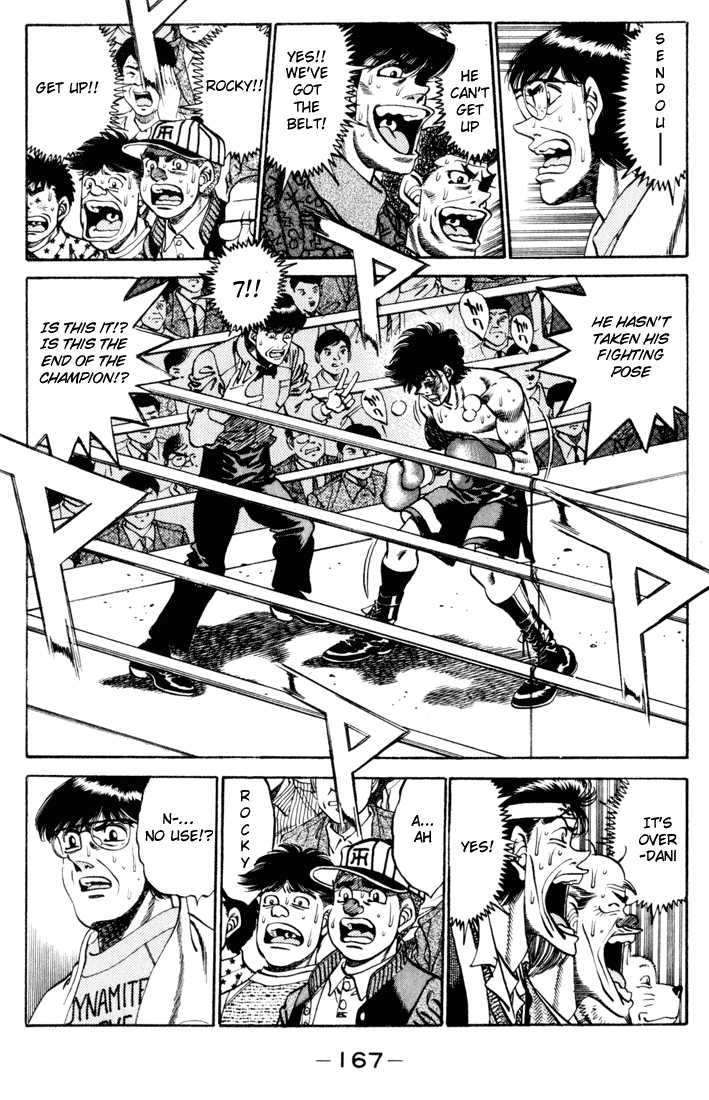 SENDOU—
HE
CAN'T
GET
UP
YES!!
WE'VE
GOT
THE
BELT!
ROCKY!!
GET UP!!
HE HASN'T
TAKEN HIS
FIGHTING
POSE
7!!
IS THIS IT!?
IS THIS THE
END OF THE
CHAMPION!?
IT'S
OVER
-DANI
YES!
A...
AH
ROCKY
N-...
NO USE!?
DYNAMITE
-167-